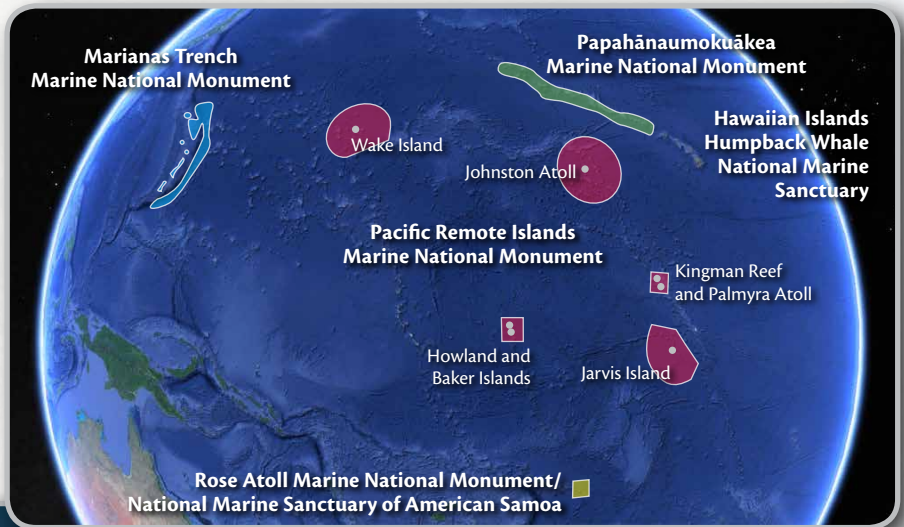 Marianas Trench
Marine National Monument
Papahānaumokuākea
Marine National Monument
Hawaiian Islands
Humpback Whale
National Marine
Sanctuary
Wake Island
Johnston Atoll
Pacific Remote Islands
Marine National Monument
Kingman Reef
and Palmyra Atoll
Howland and
Baker Islands
Jarvis Island
Rose Atoll Marine National Monument/
National Marine Sanctuary of American Samoa